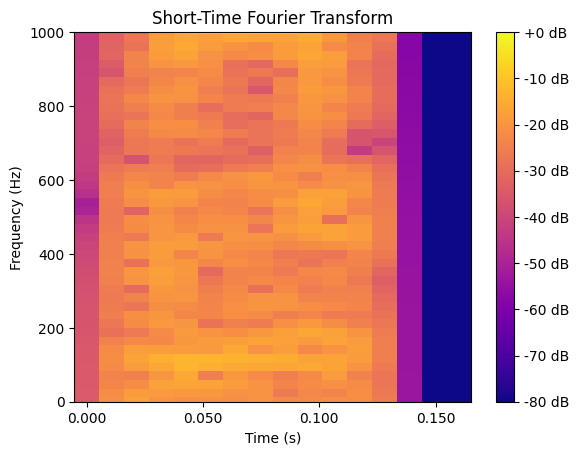 Short-Time Fourier Transform
1000
800
600
400
200
0
Frequency (Hz)
0.000
0.050
0.100
0.150
Time (s)
+0 dB
-10 dB
-20 dB
-30 dB
-40 dB
-50 dB
-60 dB
-70 dB
-80 dB